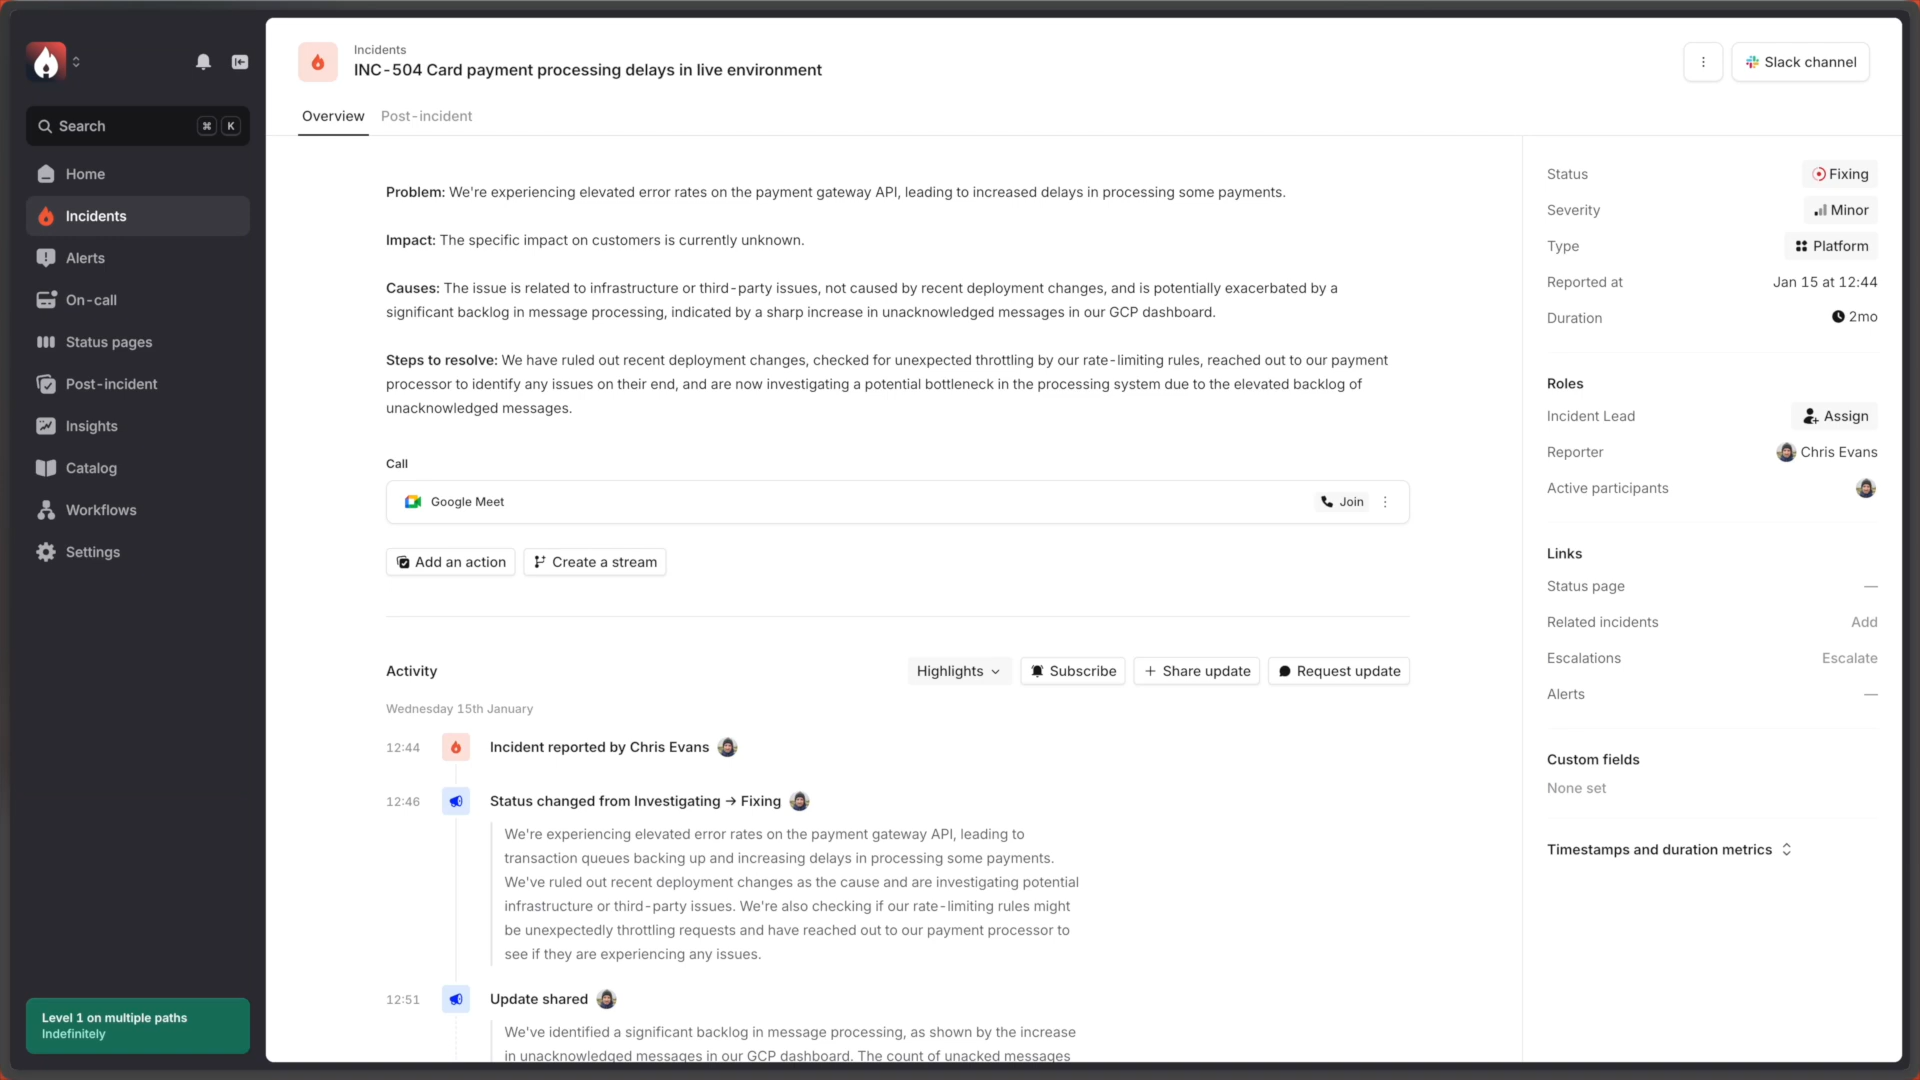 Incidents
INC-504 Card payment processing delays in live environment
Slack channel
Search ⌘ K
Home
Incidents
Alerts
On-call
Status pages
Post-incident
Insights
Catalog
Workflows
Settings
Level 1 on multiple paths
Indefinitely
Overview Post-incident
Problem: We're experiencing elevated error rates on the payment gateway API, leading to increased delays in processing some payments.
Impact: The specific impact on customers is currently unknown.
Causes: The issue is related to infrastructure or third-party issues, not caused by recent deployment changes, and is potentially exacerbated by a
significant backlog in message processing, indicated by a sharp increase in unacknowledged messages in our GCP dashboard.
Steps to resolve: We have ruled out recent deployment changes, checked for unexpected throttling by our rate-limiting rules, reached out to our payment
processor to identify any issues on their end, and are now investigating a potential bottleneck in the processing system due to the elevated backlog of
unacknowledged messages.
Call
Google Meet Join
Add an action Create a stream
Activity Highlights Subscribe + Share update Request update
Wednesday 15th January
12:44 Incident reported by Chris Evans
12:46 Status changed from Investigating → Fixing
We're experiencing elevated error rates on the payment gateway API, leading to
transaction queues backing up and increasing delays in processing some payments.
We've ruled out recent deployment changes as the cause and are investigating potential
infrastructure or third-party issues. We're also checking if our rate-limiting rules might
be unexpectedly throttling requests and have reached out to our payment processor to
see if they are experiencing any issues.
12:51 Update shared
We've identified a significant backlog in message processing, as shown by the increase
in unacknowledged messages in our GCP dashboard. The count of unacked messages
Status Fixing
Severity Minor
Type Platform
Reported at Jan 15 at 12:44
Duration 2mo
Roles
Incident Lead Assign
Reporter Chris Evans
Active participants
Links
Status page —
Related incidents Add
Escalations Escalate
Alerts —
Custom fields
None set
Timestamps and duration metrics